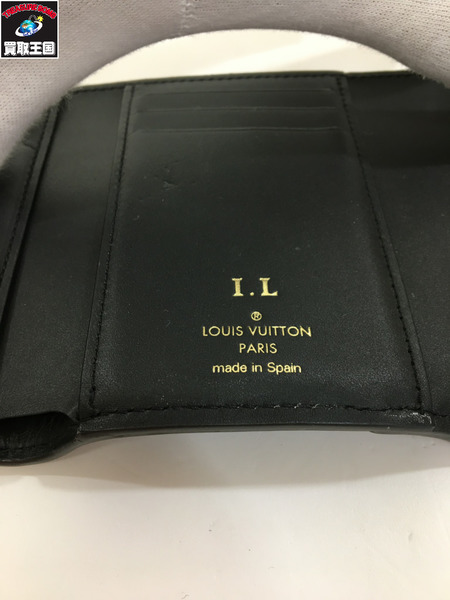 買取王国
I.L
®
LOUIS VUITTON
PARIS
made in Spain